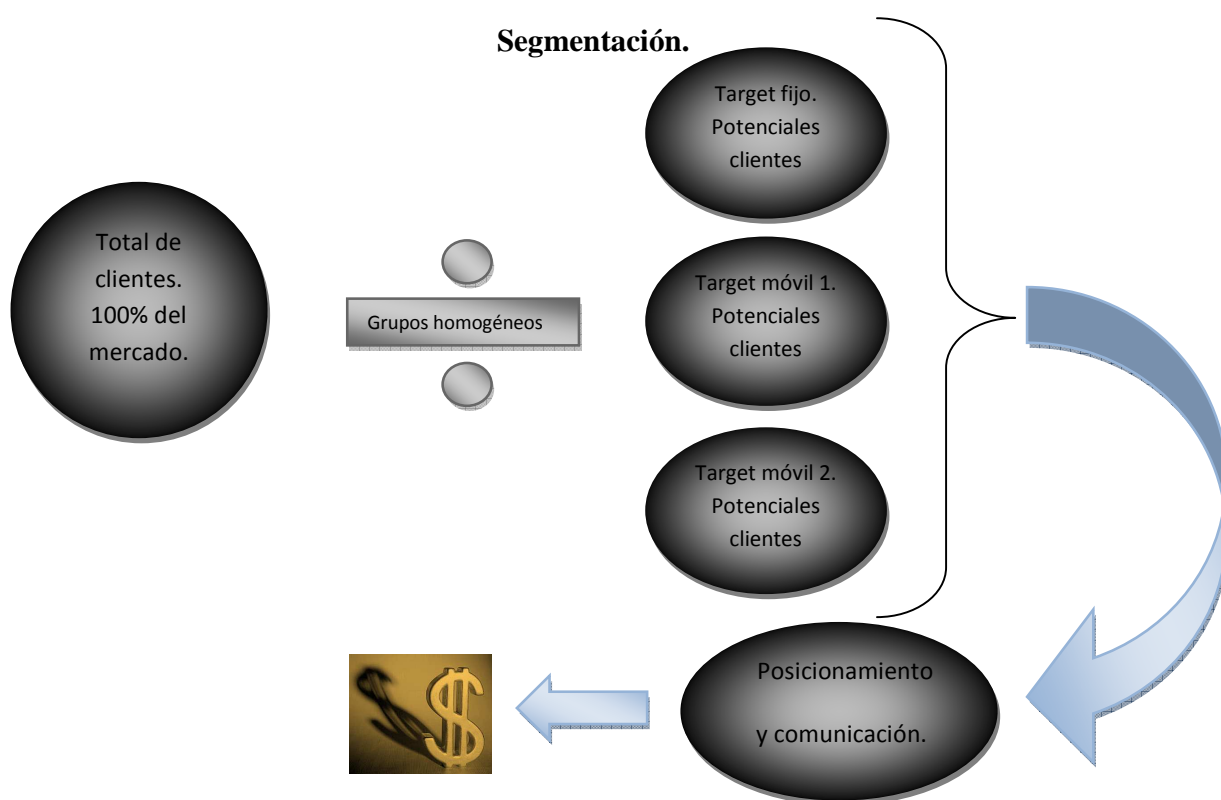 Segmentación.
Target fijo.
Potenciales
clientes
Total de
clientes.
100% del
mercado.
Grupos homogéneos
Target móvil 1.
Potenciales
clientes
Target móvil 2.
Potenciales
clientes
Posicionamiento
y comunicación.
$